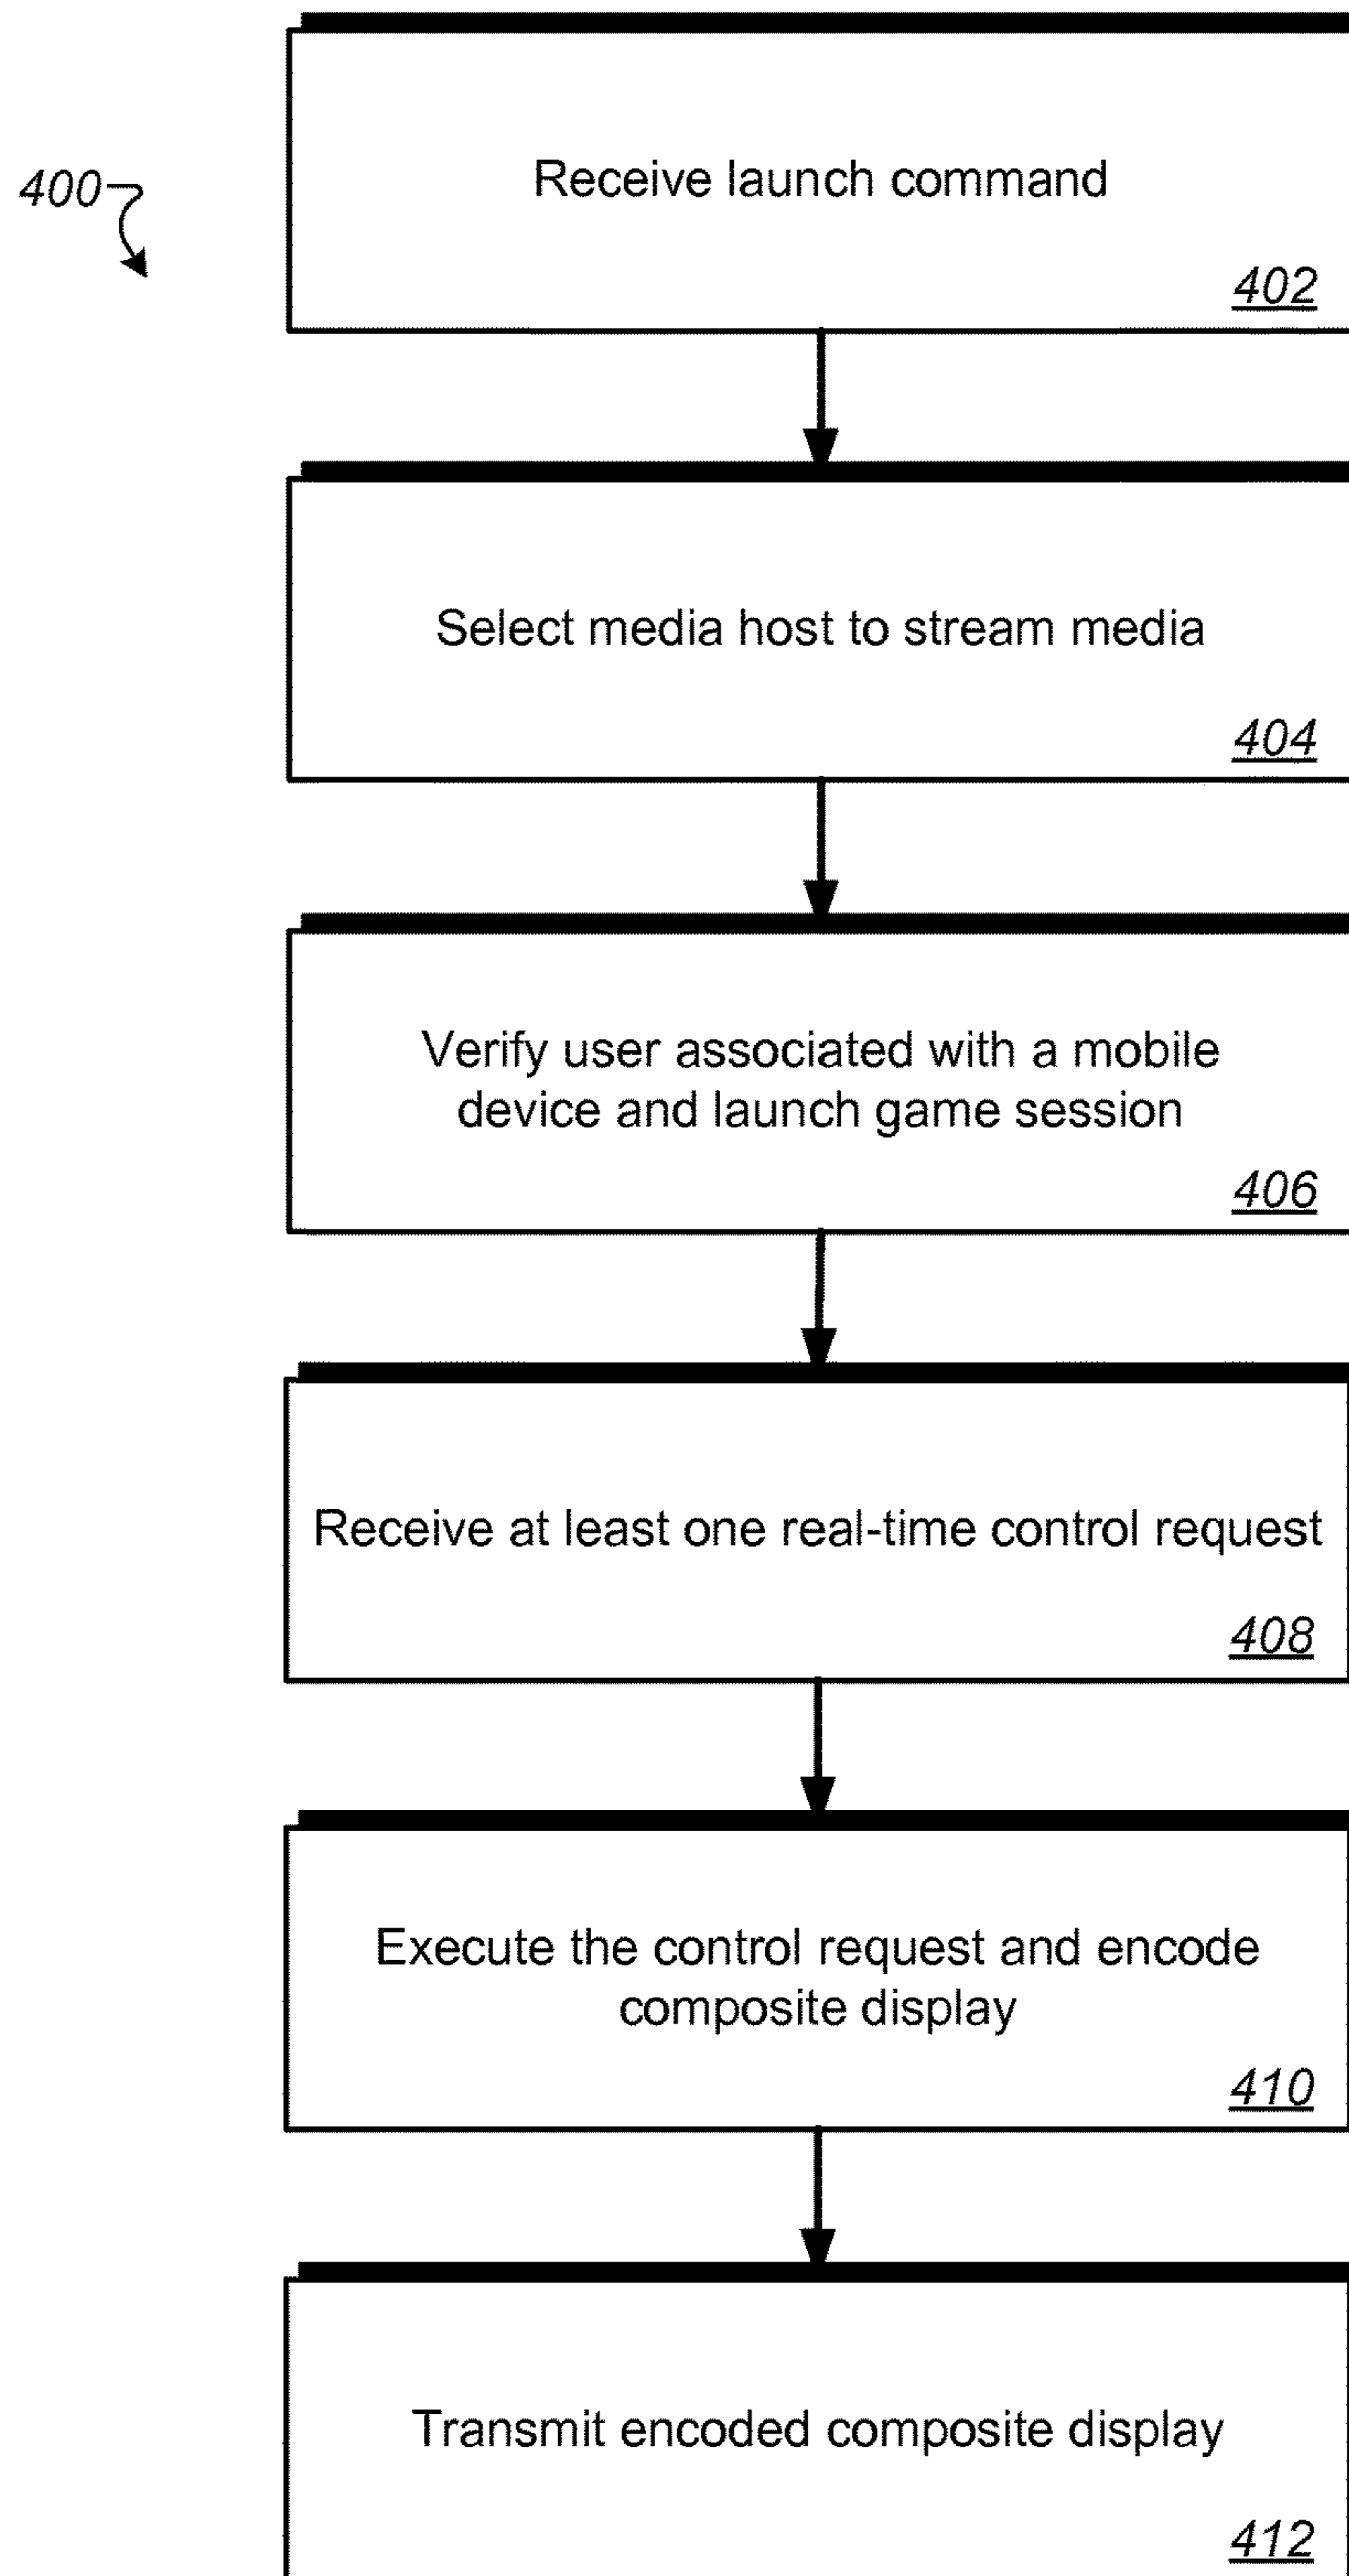 400
Receive launch command
402
Select media host to stream media
404
Verify user associated with a mobile
device and launch game session
406
Receive at least one real-time control request
408
Execute the control request and encode
composite display
410
Transmit encoded composite display
412